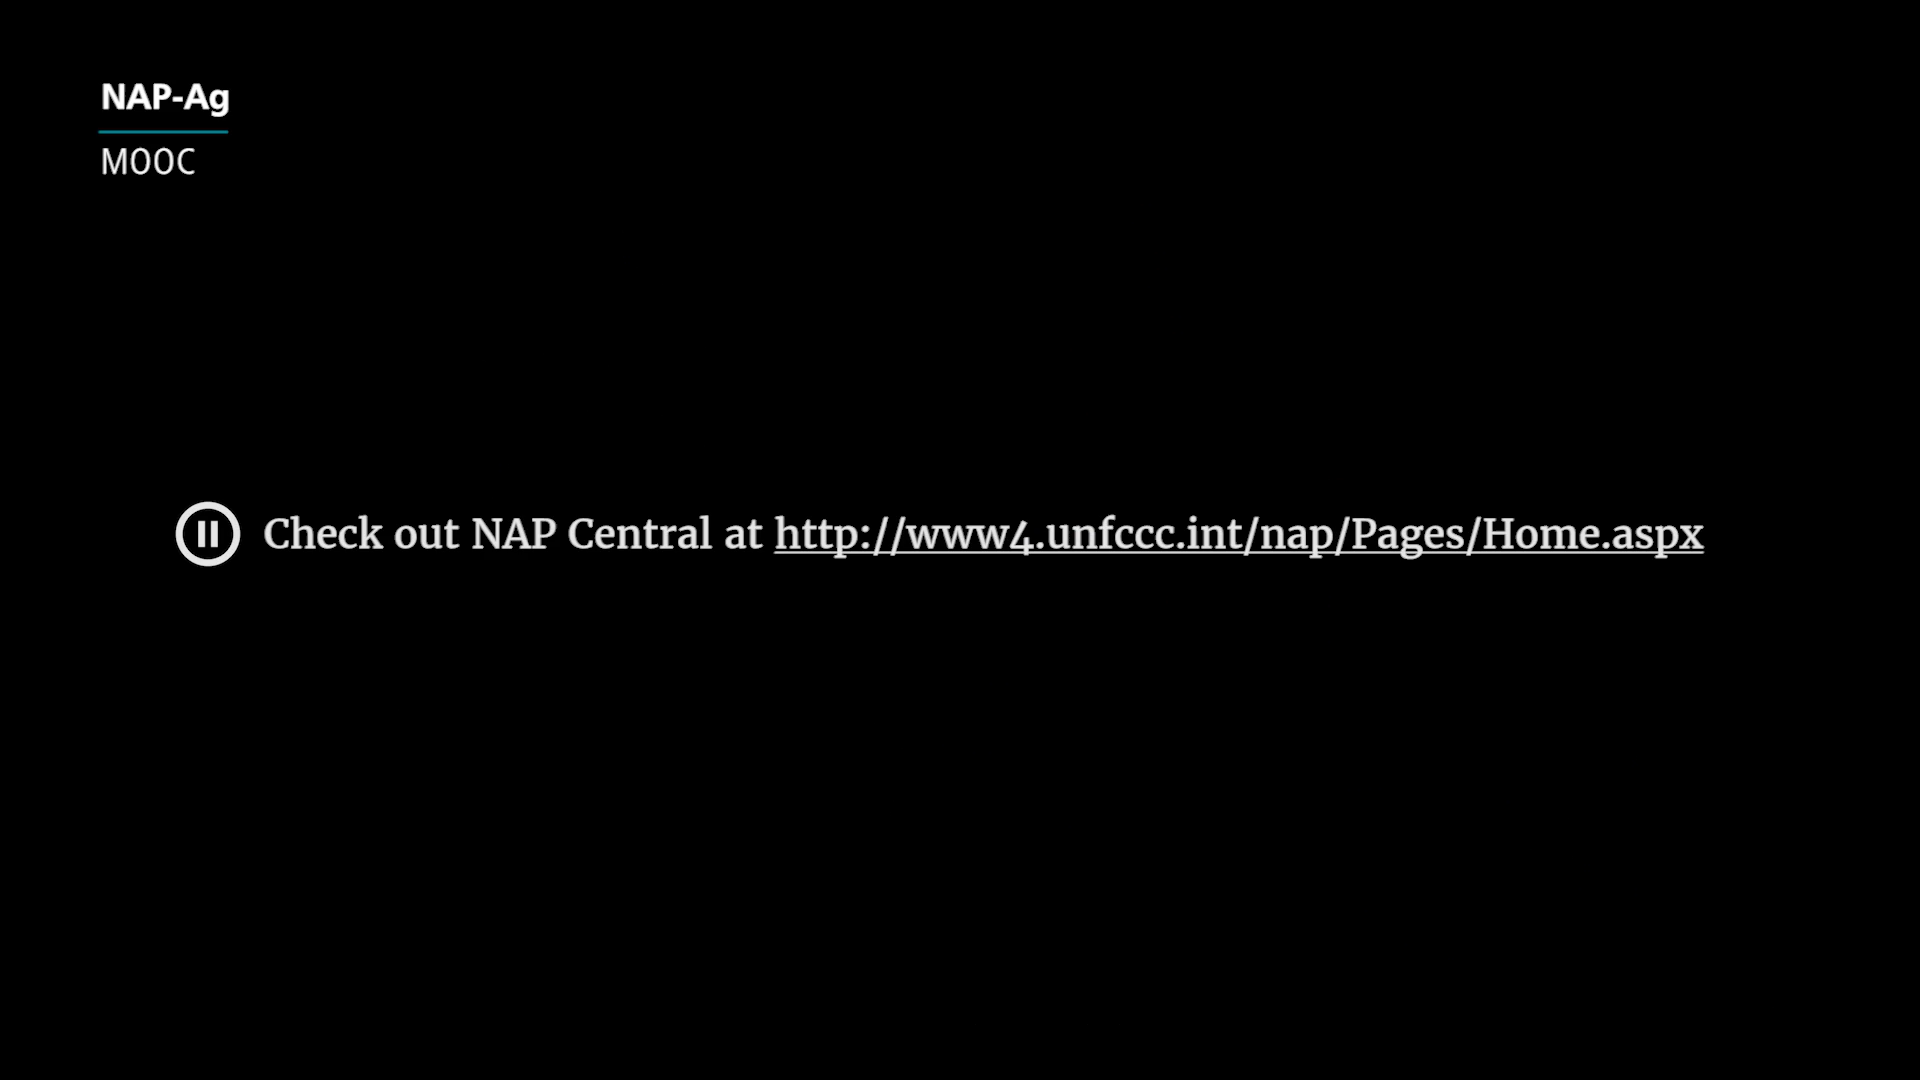 NAP-Ag
MOOC
Check out NAP Central at http://www4.unfccc.int/nap/Pages/Home.aspx